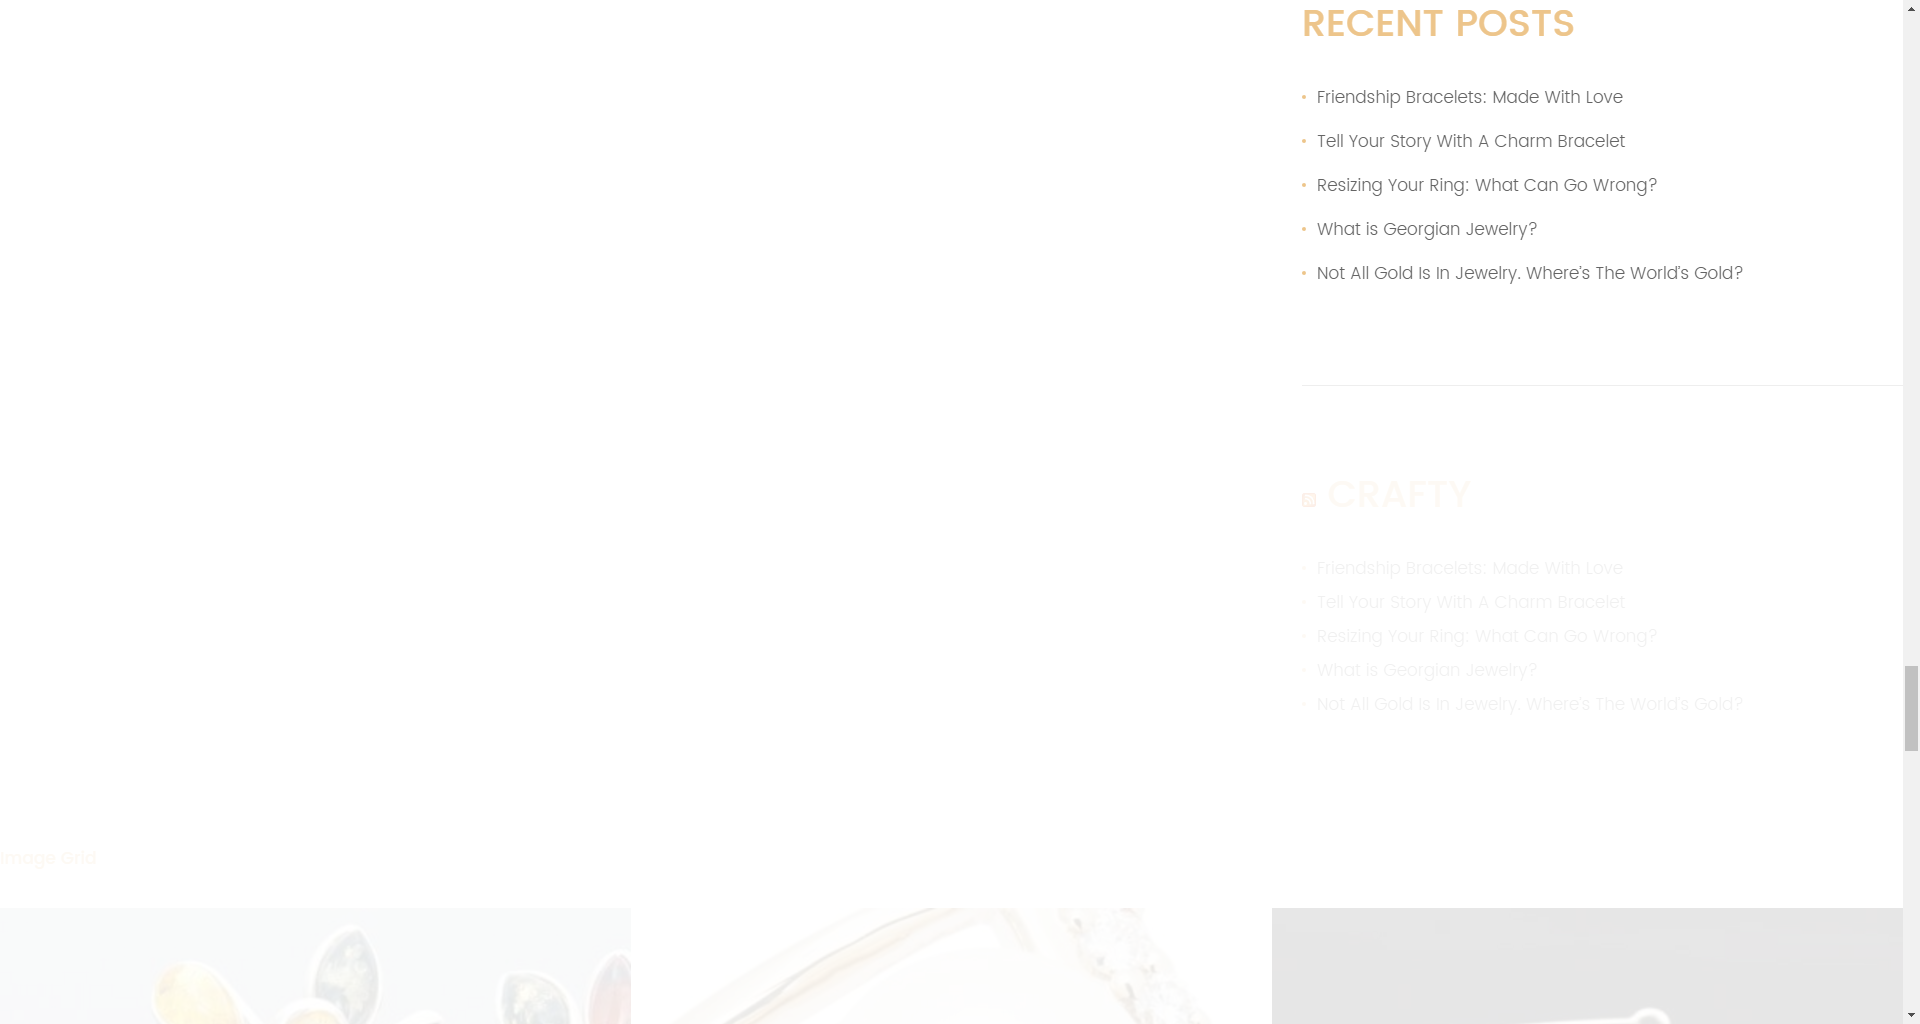 RECENT POSTS
Friendship Bracelets: Made With Love
Tell Your Story With A Charm Bracelet
Resizing Your Ring: What Can Go Wrong?
What is Georgian Jewelry?
Not All Gold Is In Jewelry. Where’s The World’s Gold?
CRAFTY
Friendship Bracelets: Made With Love
Tell Your Story With A Charm Bracelet
Resizing Your Ring: What Can Go Wrong?
What is Georgian Jewelry?
Not All Gold Is In Jewelry. Where’s The World’s Gold?
Image Grid